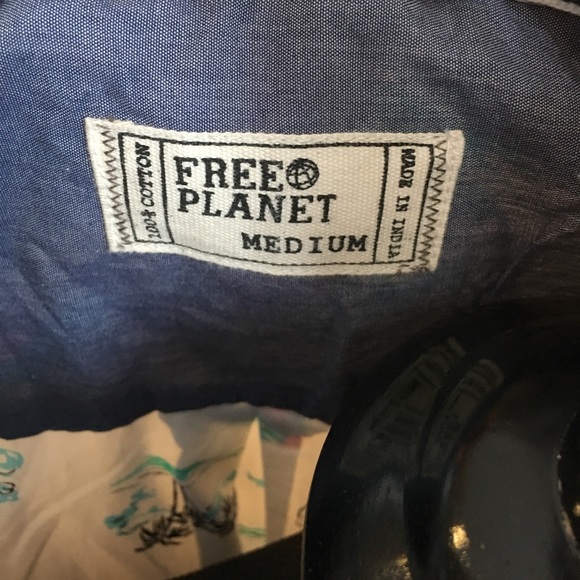 100% COTTON
FREE
PLANET
MEDIUM
MADE IN INDIA